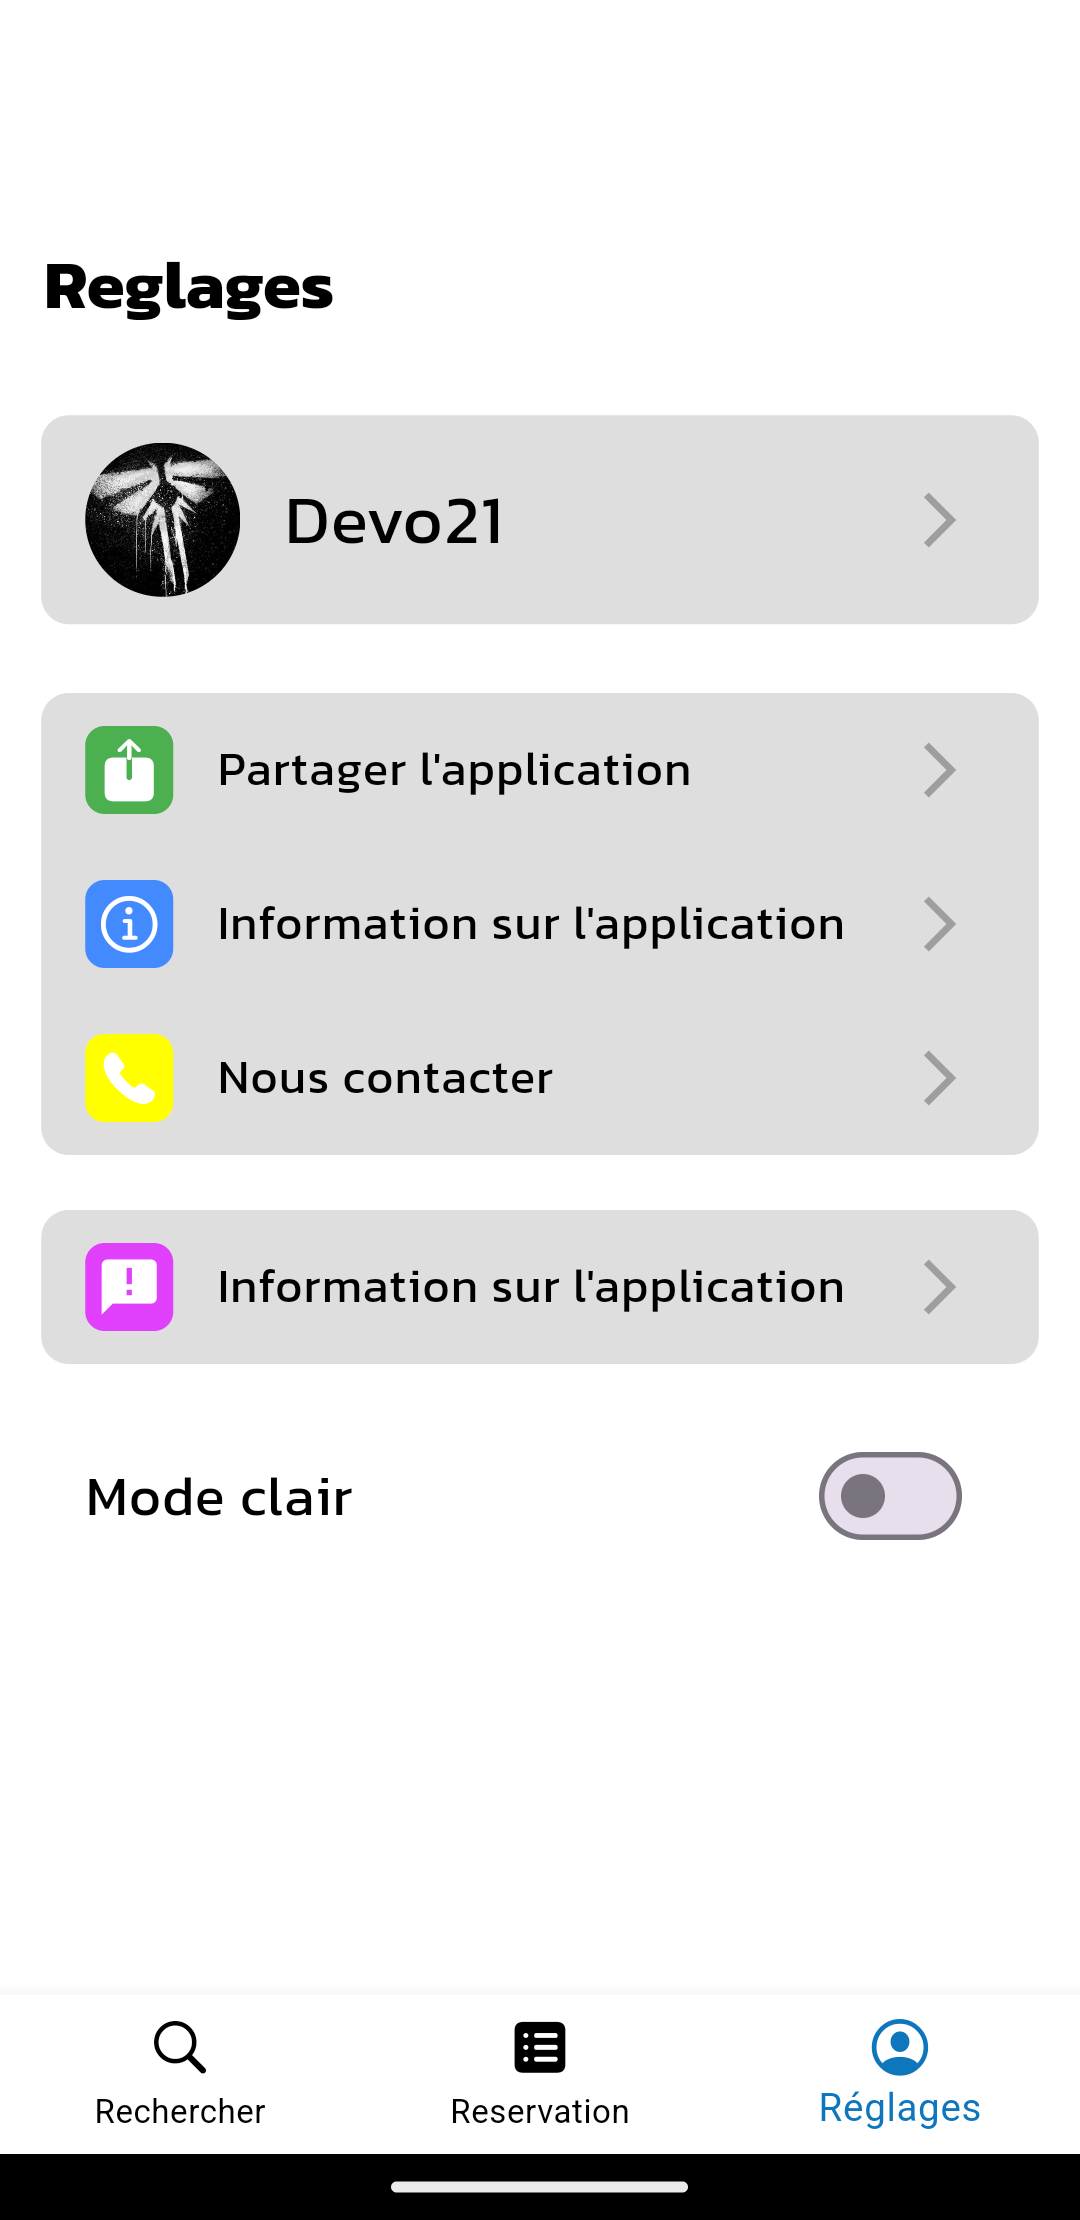 Reglages
Devo21
Partager l'application
Information sur l'application
Nous contacter
Information sur l'application
Mode clair
Rechercher
Reservation
Réglages